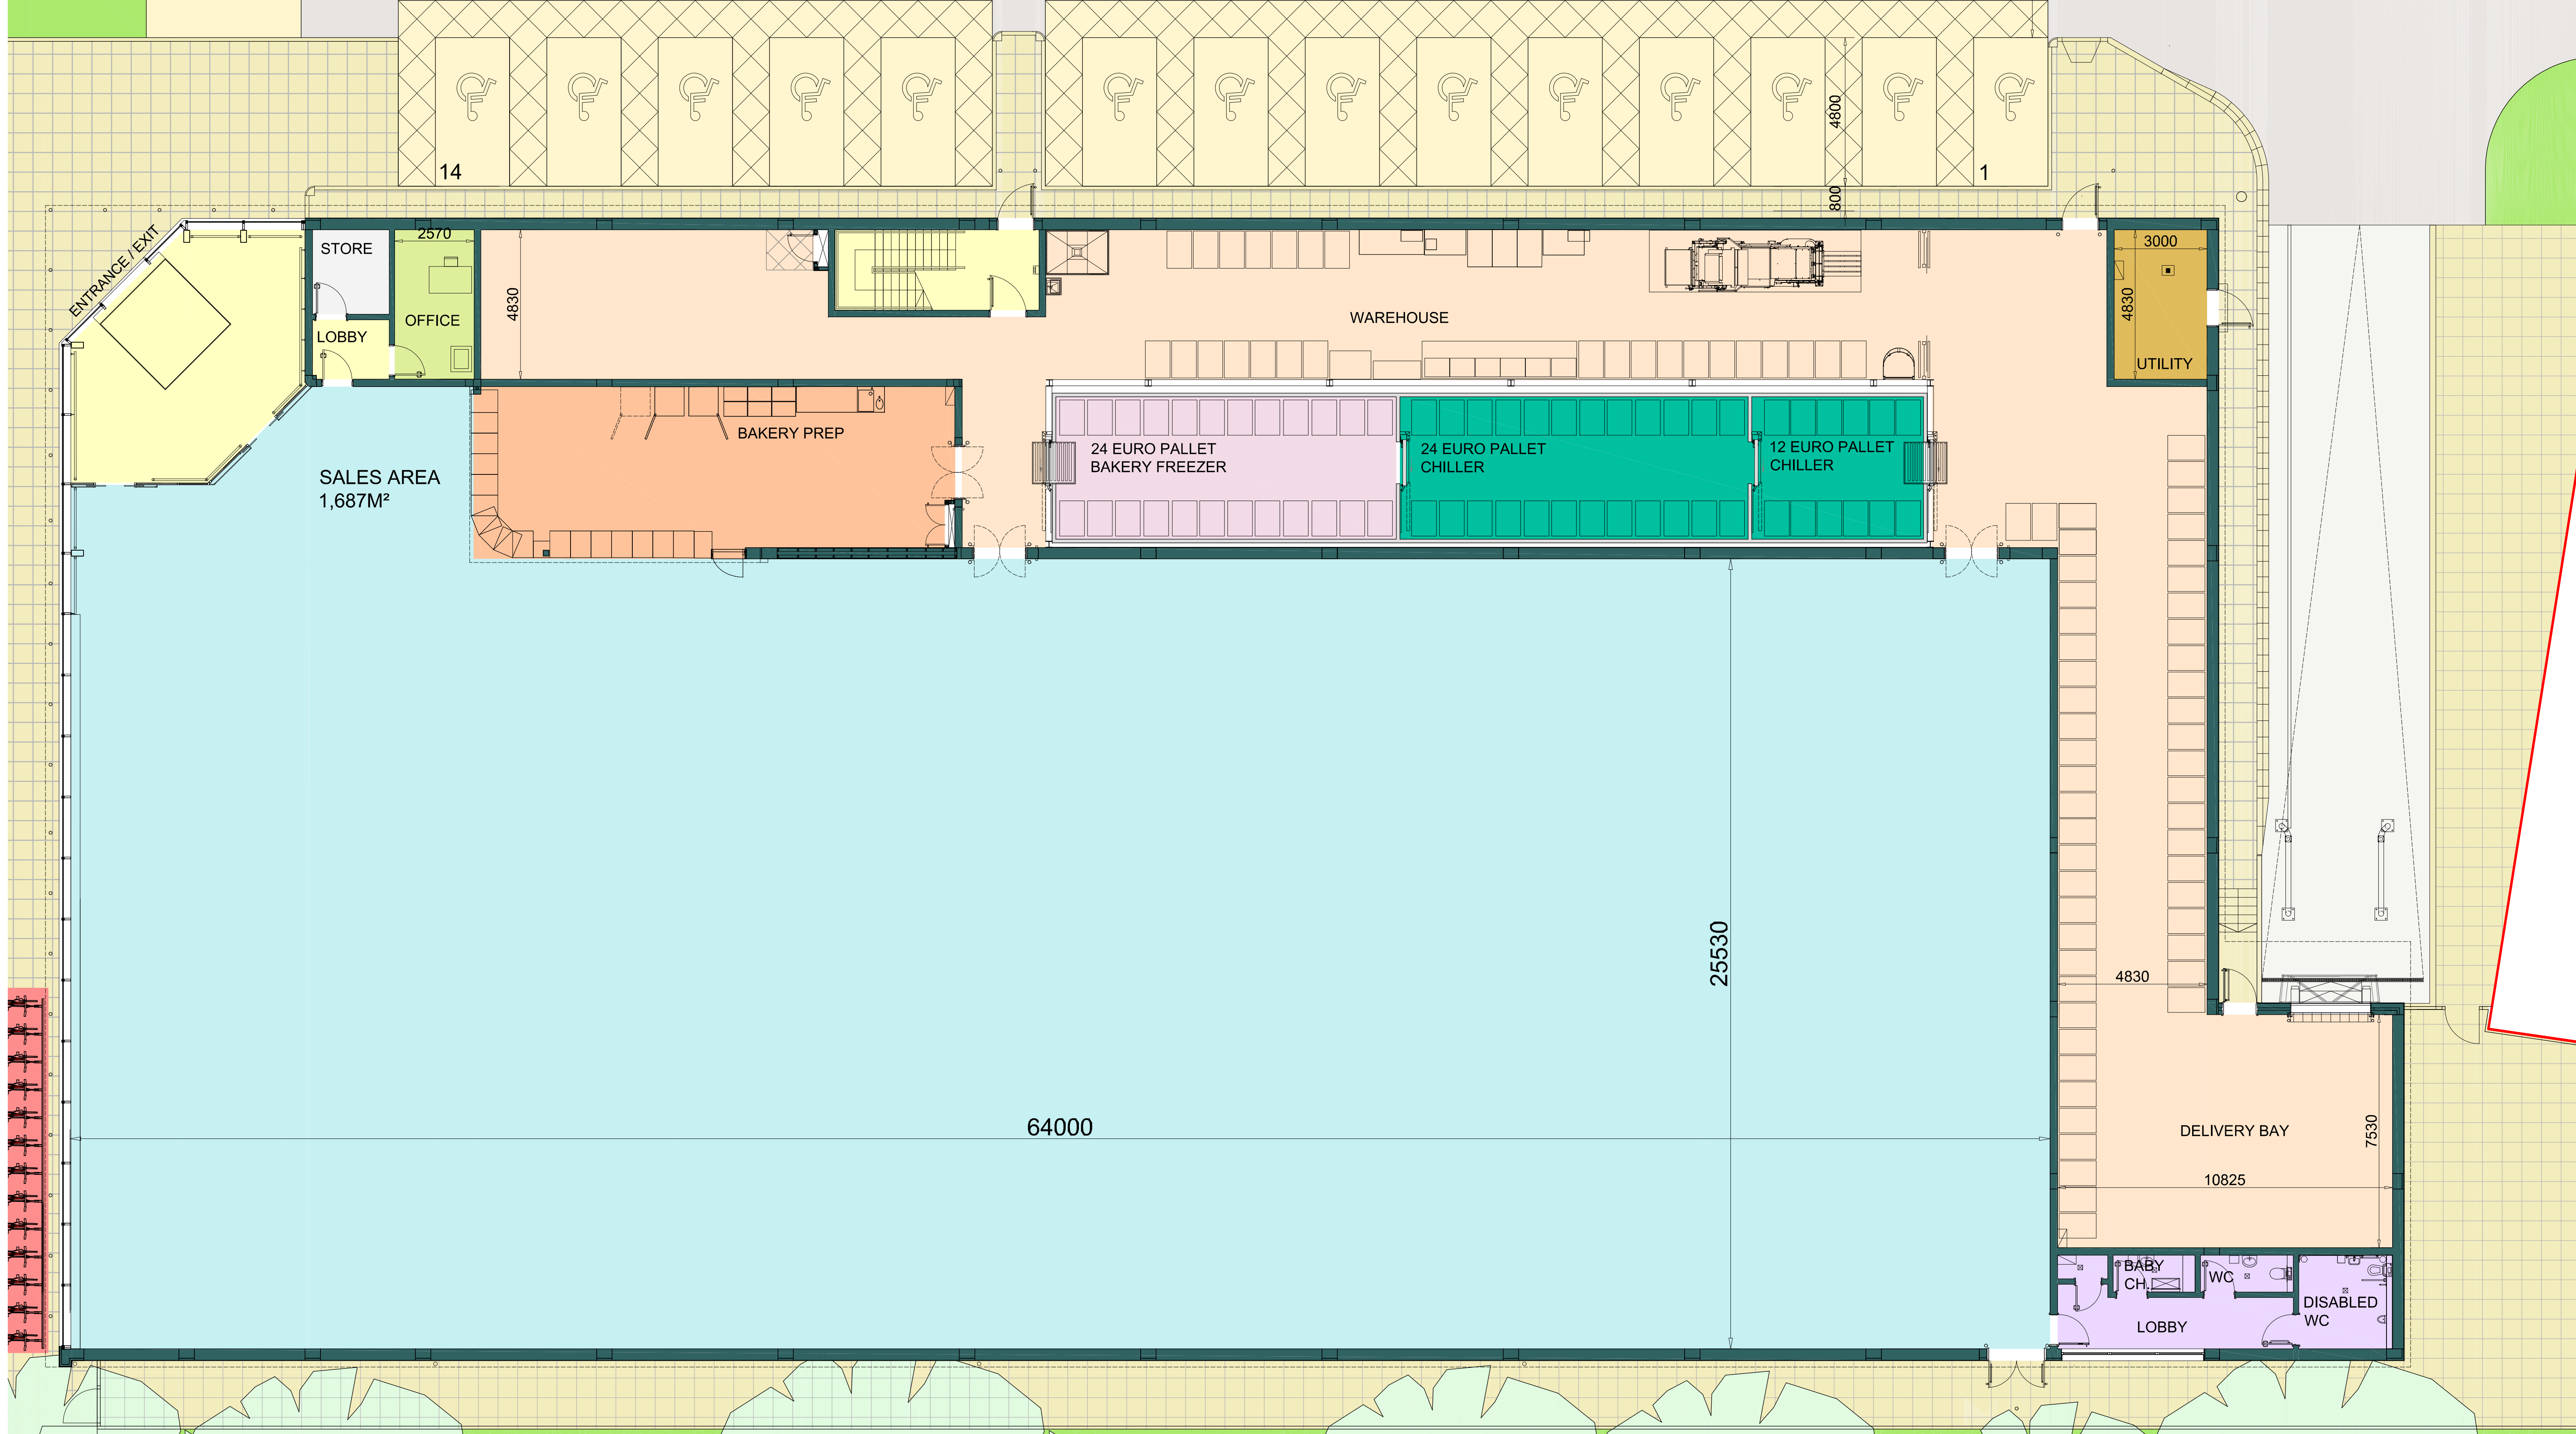 14
1
4800
800
ENTRANCE / EXIT
STORE
2570
OFFICE
LOBBY
4830
WAREHOUSE
3000
4830
UTILITY
BAKERY PREP
SALES AREA
1,687M²
24 EURO PALLET
BAKERY FREEZER
24 EURO PALLET
CHILLER
12 EURO PALLET
CHILLER
25530
4830
64000
DELIVERY BAY
7530
10825
BABY
CH.
WC
DISABLED
WC
LOBBY